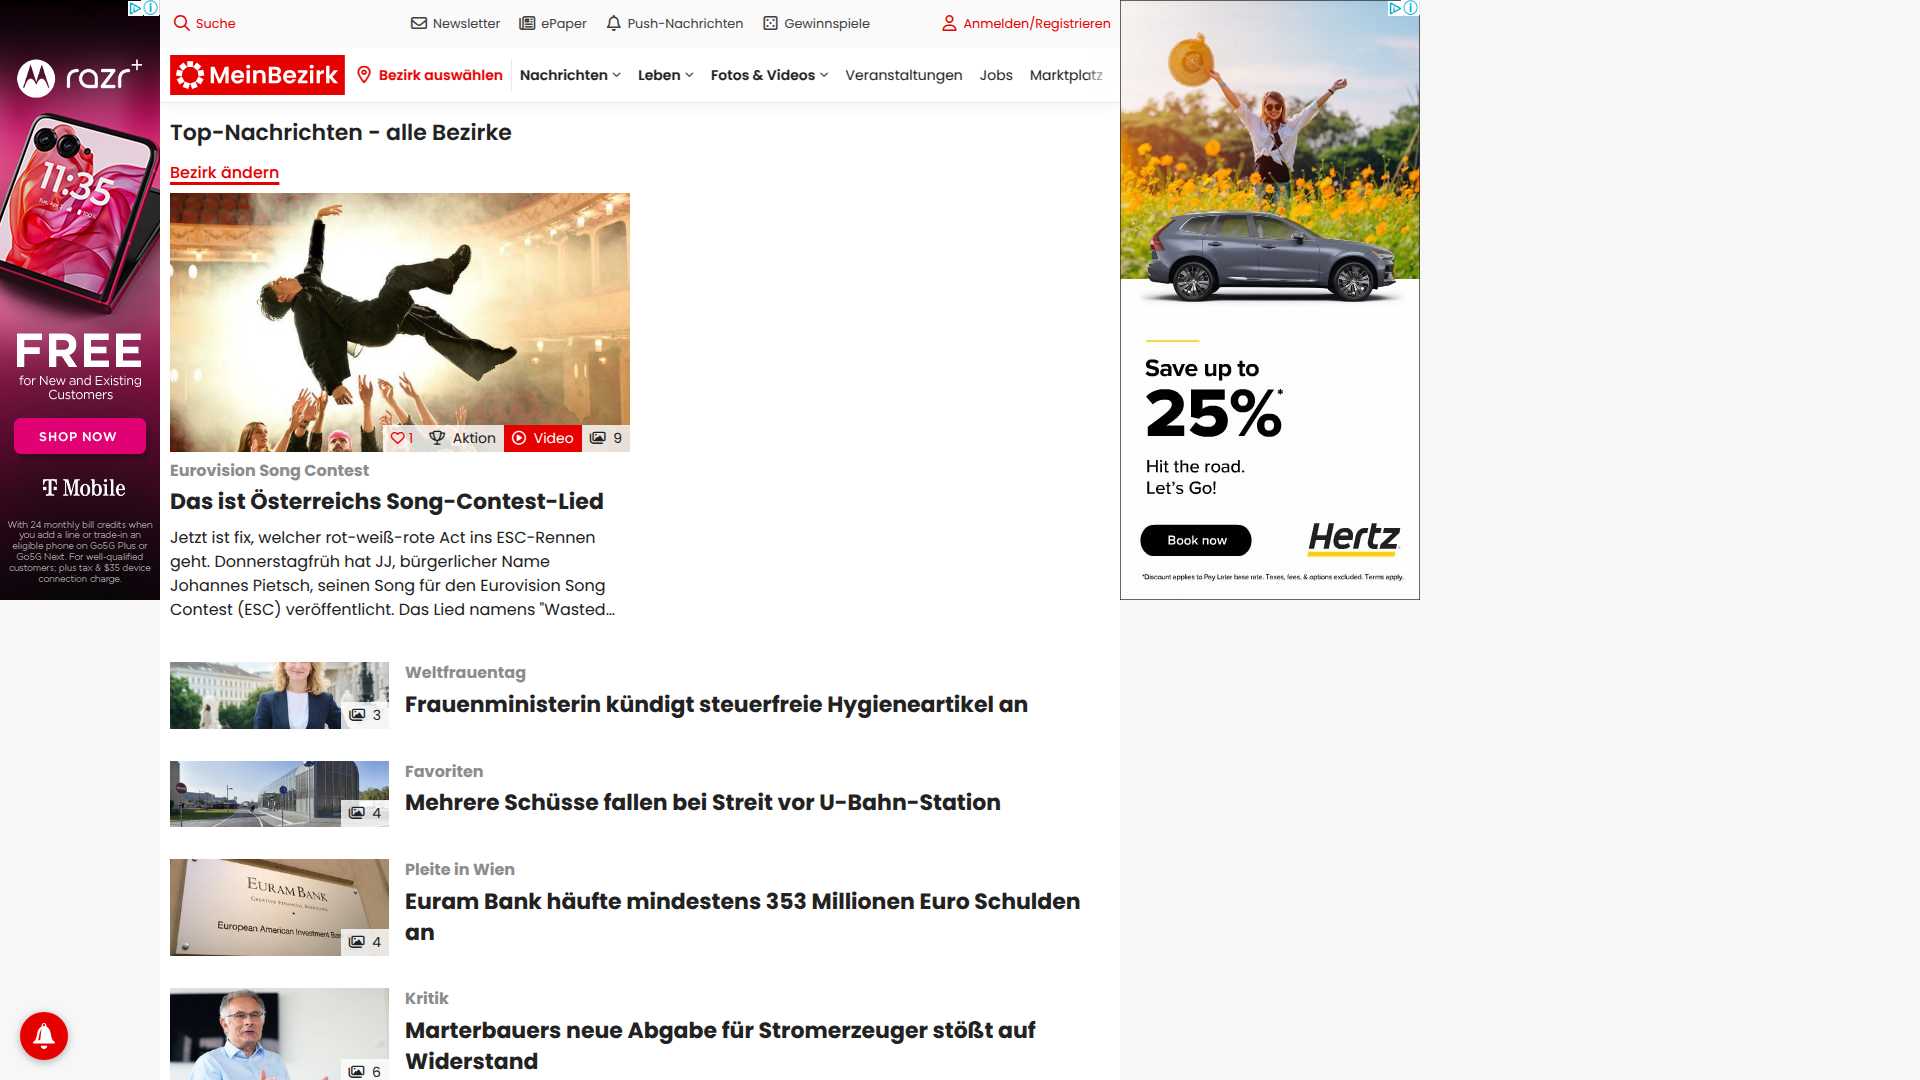 Suche
Newsletter
ePaper
Push-Nachrichten
Gewinnspiele
Anmelden/Registrieren
MeinBezirk
Bezirk auswählen
Nachrichten
Leben
Fotos & Videos
Veranstaltungen
Jobs
Marktplatz
Top-Nachrichten - alle Bezirke
Bezirk ändern
1
Aktion
Video
9
Eurovision Song Contest
Das ist Österreichs Song-Contest-Lied
Jetzt ist fix, welcher rot-weiß-rote Act ins ESC-Rennen
geht. Donnerstagfrüh hat JJ, bürgerlicher Name
Johannes Pietsch, seinen Song für den Eurovision Song
Contest (ESC) veröffentlicht. Das Lied namens "Wasted...
3
Weltfrauentag
Frauenministerin kündigt steuerfreie Hygieneartikel an
4
Favoriten
Mehrere Schüsse fallen bei Streit vor U-Bahn-Station
EURAM BANK
European American Investment Ban
4
Pleite in Wien
Euram Bank häufte mindestens 353 Millionen Euro Schulden
an
6
Kritik
Marterbauers neue Abgabe für Stromerzeuger stößt auf
Widerstand
razr+
11:35
FREE
for New and Existing
Customers
SHOP NOW
T Mobile
With 24 monthly bill credits when
you add a line or trade-in an
eligible phone on Go5G Plus or
Go5G Next. For well-qualified
customers; plus tax & $35 device
connection charge.
Save up to
25%*
Hit the road.
Let's Go!
Book now
Hertz
*Discount applies to Pay Later base rate. Taxes, fees, & options excluded. Terms apply.